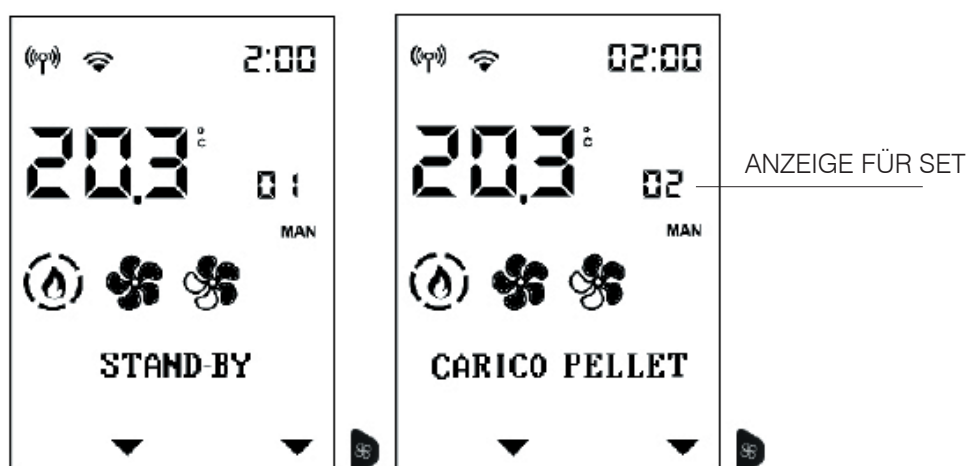 2:00
20.3 °C
01
MAN
STAND-BY
02:00
20.3 °C
02
ANZEIGE FÜR SET
MAN
CARICO PELLET